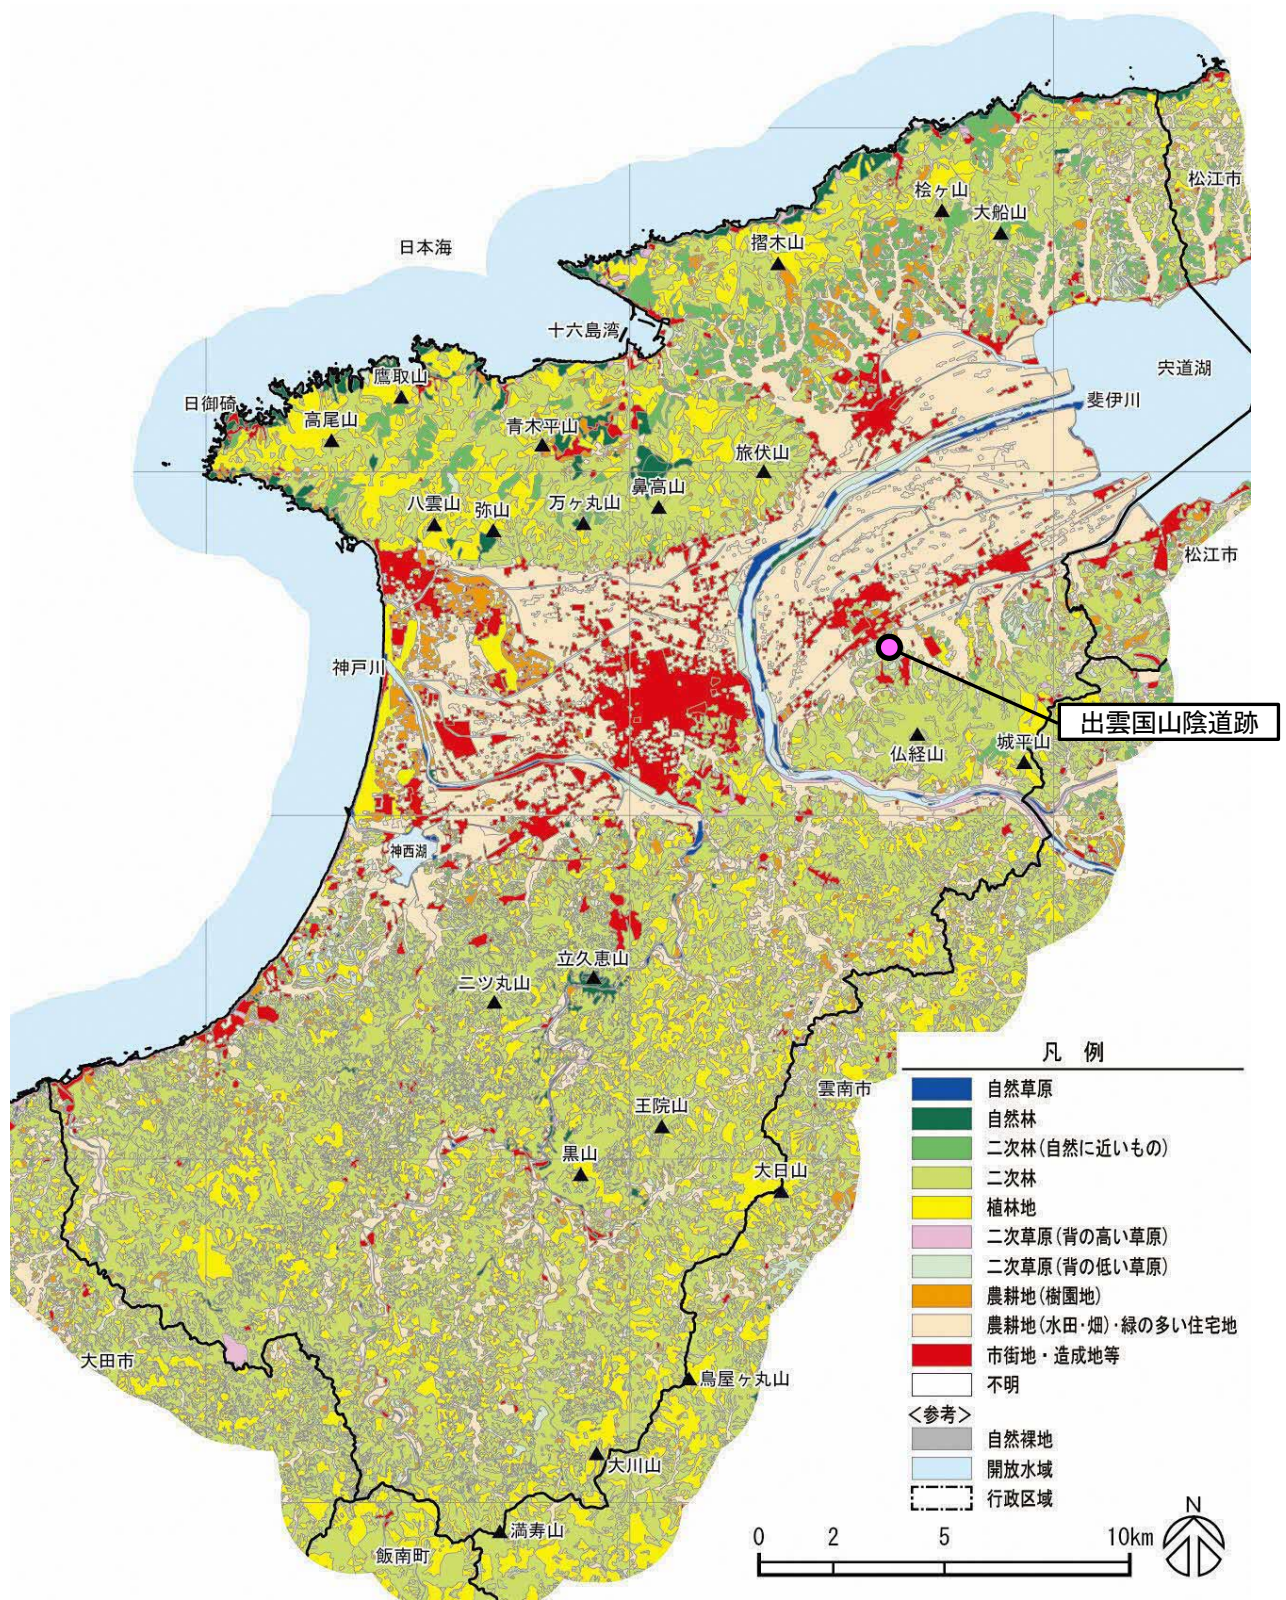 松江市
桧ヶ山
大船山
日本海
摺木山
十六島湾
宍道湖
鷹取山
日御碕
斐伊川
高尾山
青木平山
旅伏山
鼻高山
八雲山
弥山
万ヶ丸山
松江市
神戸川
出雲国山陰道跡
仏経山
城平山
神西湖
立久恵山
二ツ丸山
凡 例
自然草原
雲南市
自然林
王院山
二次林(自然に近いもの)
黒山
大日山
二次林
植林地
二次草原(背の高い草原)
二次草原(背の低い草原)
農耕地(樹園地)
農耕地(水田・畑)・緑の多い住宅地
大田市
市街地・造成地等
鳥屋ヶ丸山
不明
<参考>
自然裸地
大川山
開放水域
行政区域
N
満寿山
0 2 5 10km
飯南町